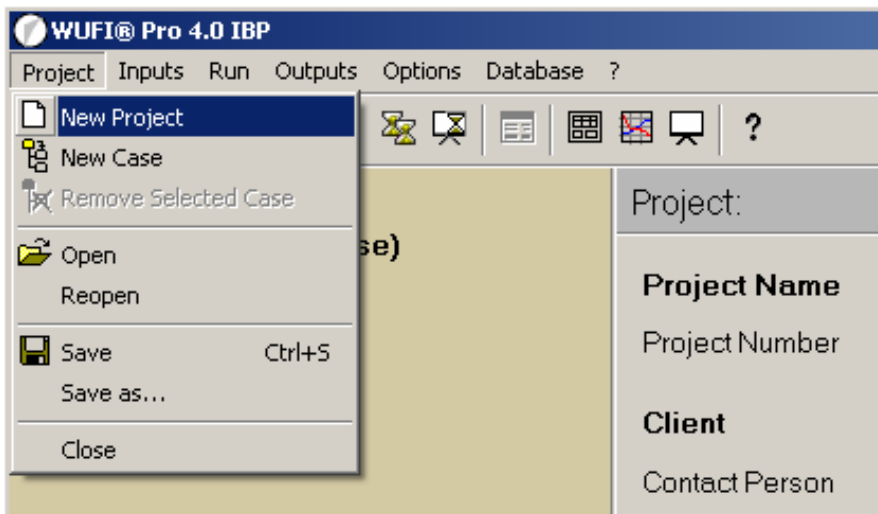 WUFI® Pro 4.0 IBP
Project Inputs Run Outputs Options Database ?
?
New Project
New Case
Remove Selected Case
Open
Reopen
Save Ctrl+S
Save as...
Close
se)
Project:
Project Name
Project Number
Client
Contact Person